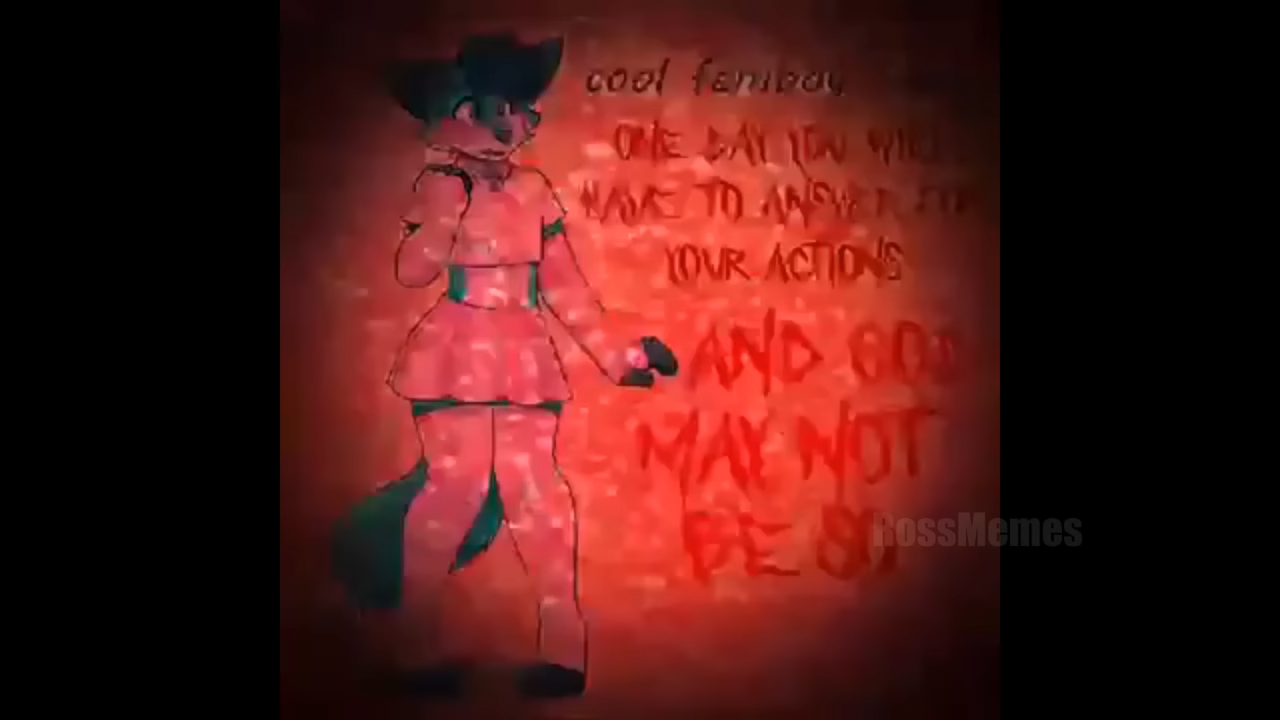 cool femboy
ONE DAY YOU WILL
HAVE TO ANSWER FOR
YOUR ACTIONS
AND GOD
MAY NOT
BE SO
RossMemes